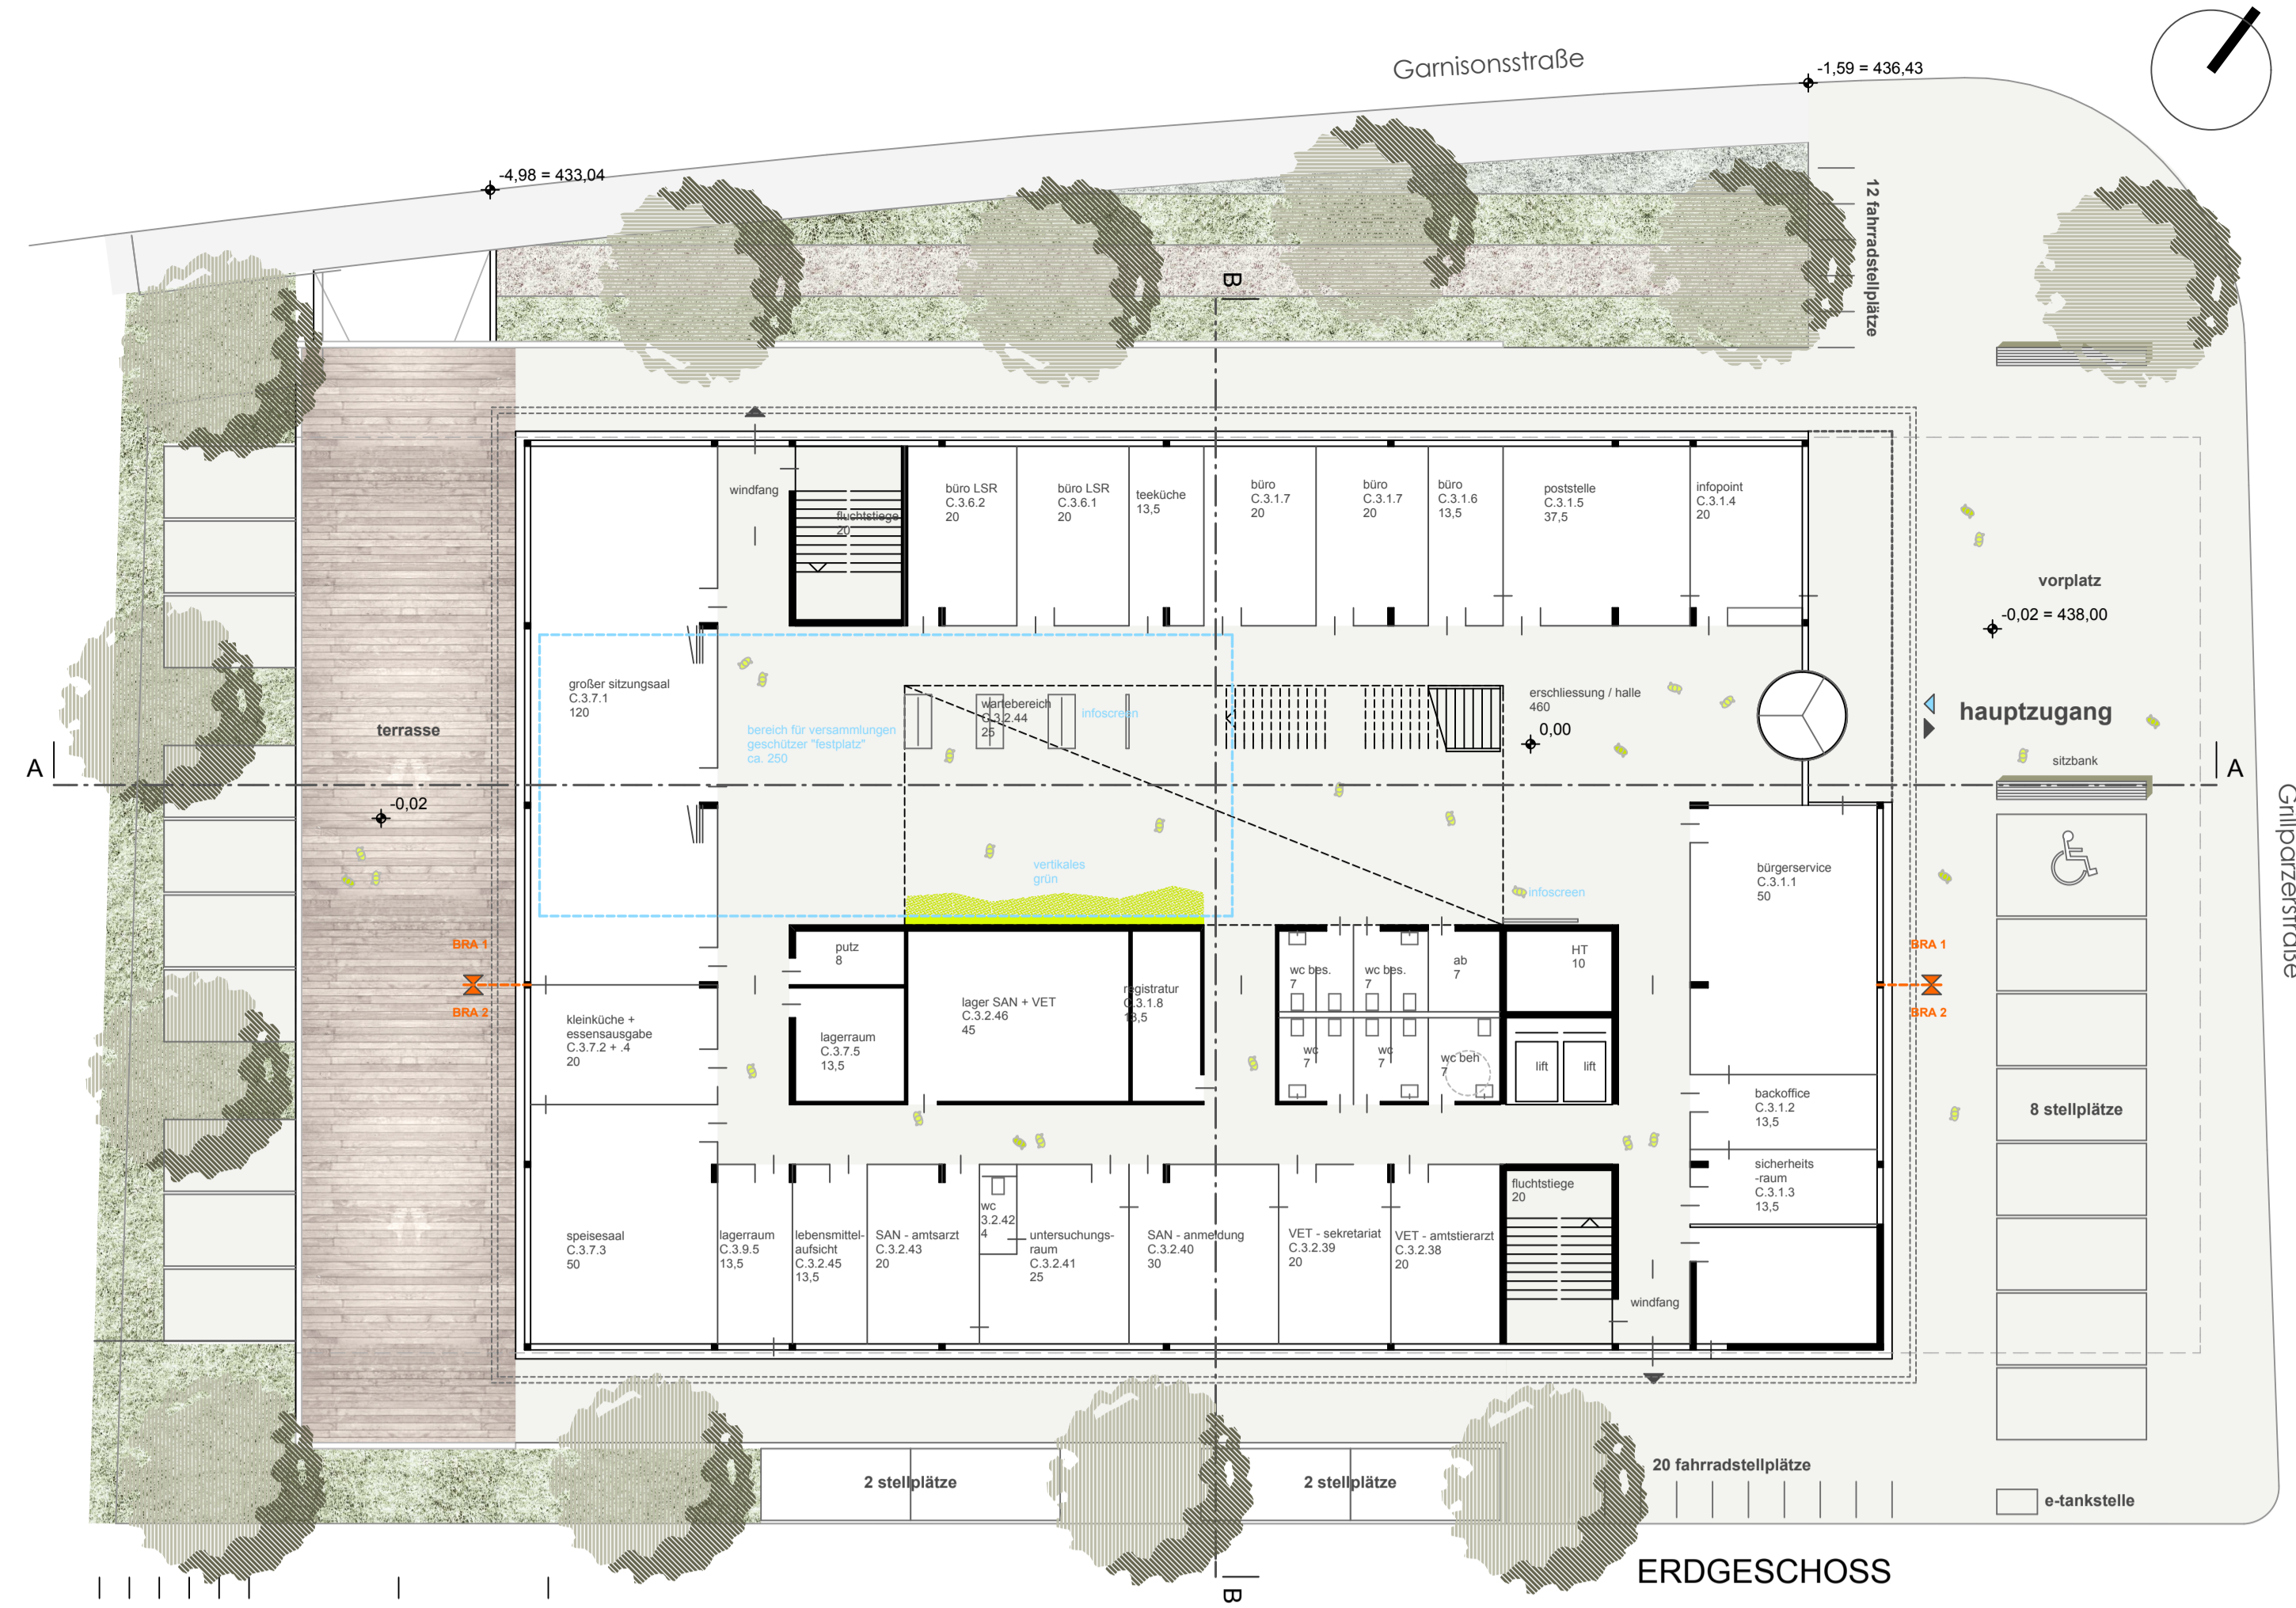 Garnisonsstraße
-1,59 = 436,43
-4,98 = 433,04
12 fahrradstellplätze
B
windfang
fluchtstiege
20
büro LSR
C.3.6.2
20
büro LSR
C.3.6.1
20
teeküche
13,5
büro
C.3.1.7
20
büro
C.3.1.7
20
büro
C.3.1.6
13,5
poststelle
C.3.1.5
37,5
infopoint
C.3.1.4
20
vorplatz
-0,02 = 438,00
großer sitzungsaal
C.3.7.1
120
terrasse
bereich für versammlungen
geschützer "festplatz"
ca. 250
wartebereich
C.3.2.44
25
infoscreen
erschliessung / halle
460
0,00
hauptzugang
sitzbank
A
A
-0,02
Grillparzerstraße
vertikales
grün
infoscreen
bürgerservice
C.3.1.1
50
BRA 1
BRA 2
BRA 1
BRA 2
putz
8
lagerraum
C.3.7.5
13,5
lager SAN + VET
C.3.2.46
45
registratur
C.3.1.8
13,5
wc bes.
7
wc bes.
7
ab
7
HT
10
wc
7
wc
7
wc beh
7
lift
lift
kleinküche +
essensausgabe
C.3.7.2 + .4
20
backoffice
C.3.1.2
13,5
8 stellplätze
sicherheits
-raum
C.3.1.3
13,5
speisesaal
C.3.7.3
50
lagerraum
C.3.9.5
13,5
lebensmittel-
aufsicht
C.3.2.45
13,5
SAN - amtsarzt
C.3.2.43
20
wc
3.2.42
4
untersuchungs-
raum
C.3.2.41
25
SAN - anmeldung
C.3.2.40
30
VET - sekretariat
C.3.2.39
20
VET - amtstierarzt
C.3.2.38
20
fluchtstiege
20
windfang
2 stellplätze
2 stellplätze
20 fahrradstellplätze
e-tankstelle
ERDGESCHOSS
B